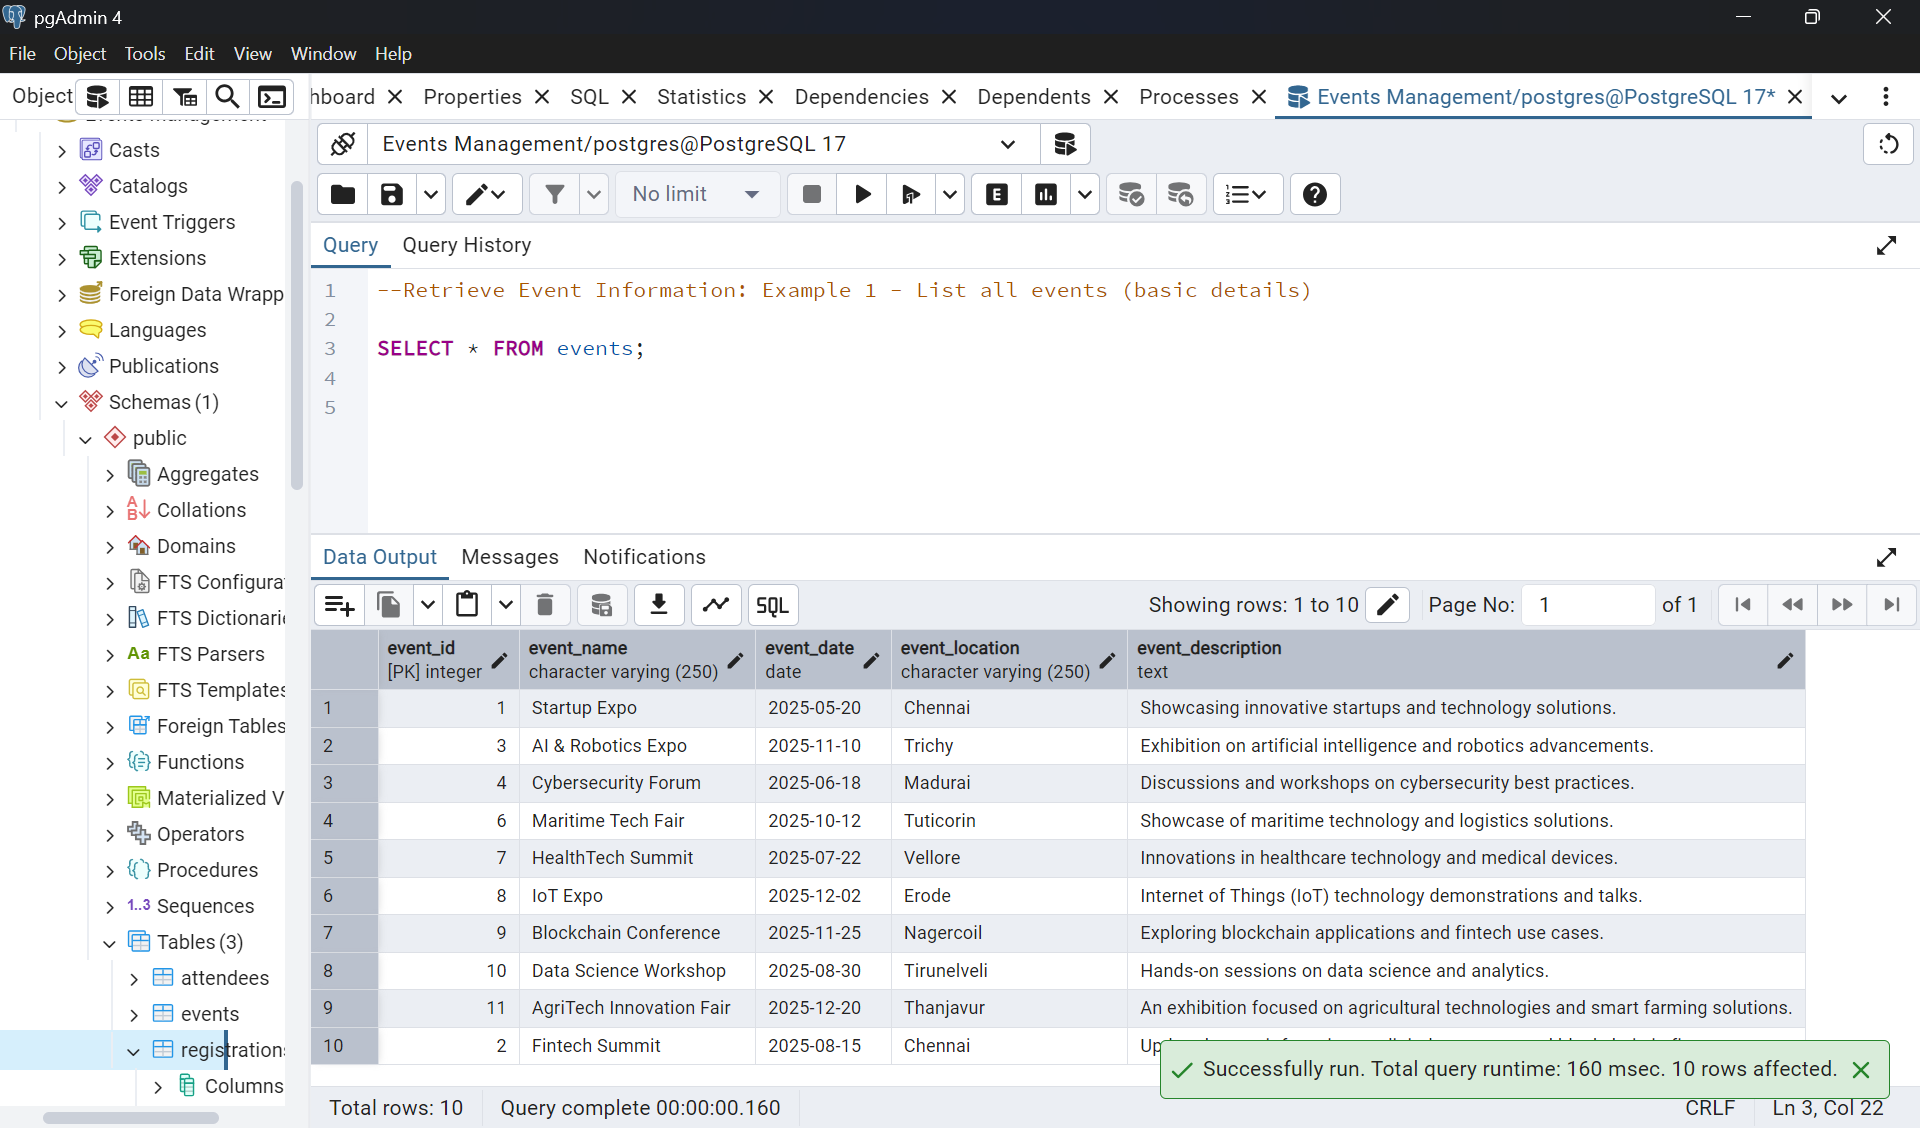 pgAdmin 4
File Object Tools Edit View Window Help
Object
hboard Properties SQL Statistics Dependencies Dependents Processes Events Management/postgres@PostgreSQL 17*
Events Management/postgres@PostgreSQL 17
No limit
E
Query Query History
1 --Retrieve Event Information: Example 1 - List all events (basic details)
2
3 SELECT * FROM events;
4
5
Casts
Catalogs
Event Triggers
Extensions
Foreign Data Wrapp
Languages
Publications
Schemas (1)
public
Aggregates
Collations
Domains
FTS Configura
FTS Dictionari
Aa FTS Parsers
FTS Templates
Foreign Tables
Functions
Materialized V
Operators
Procedures
1..3 Sequences
Tables (3)
attendees
events
registrations
Columns
Data Output Messages Notifications
SQL Showing rows: 1 to 10 Page No: 1 of 1
event_id event_name event_date event_location event_description
[PK] integer character varying (250) date character varying (250) text
1 1 Startup Expo 2025-05-20 Chennai Showcasing innovative startups and technology solutions.
2 3 AI & Robotics Expo 2025-11-10 Trichy Exhibition on artificial intelligence and robotics advancements.
3 4 Cybersecurity Forum 2025-06-18 Madurai Discussions and workshops on cybersecurity best practices.
4 6 Maritime Tech Fair 2025-10-12 Tuticorin Showcase of maritime technology and logistics solutions.
5 7 HealthTech Summit 2025-07-22 Vellore Innovations in healthcare technology and medical devices.
6 8 IoT Expo 2025-12-02 Erode Internet of Things (IoT) technology demonstrations and talks.
7 9 Blockchain Conference 2025-11-25 Nagercoil Exploring blockchain applications and fintech use cases.
8 10 Data Science Workshop 2025-08-30 Tirunelveli Hands-on sessions on data science and analytics.
9 11 AgriTech Innovation Fair 2025-12-20 Thanjavur An exhibition focused on agricultural technologies and smart farming solutions.
10 2 Fintech Summit 2025-08-15 Chennai
Successfully run. Total query runtime: 160 msec. 10 rows affected.
Total rows: 10 Query complete 00:00:00.160 CRLF Ln 3, Col 22